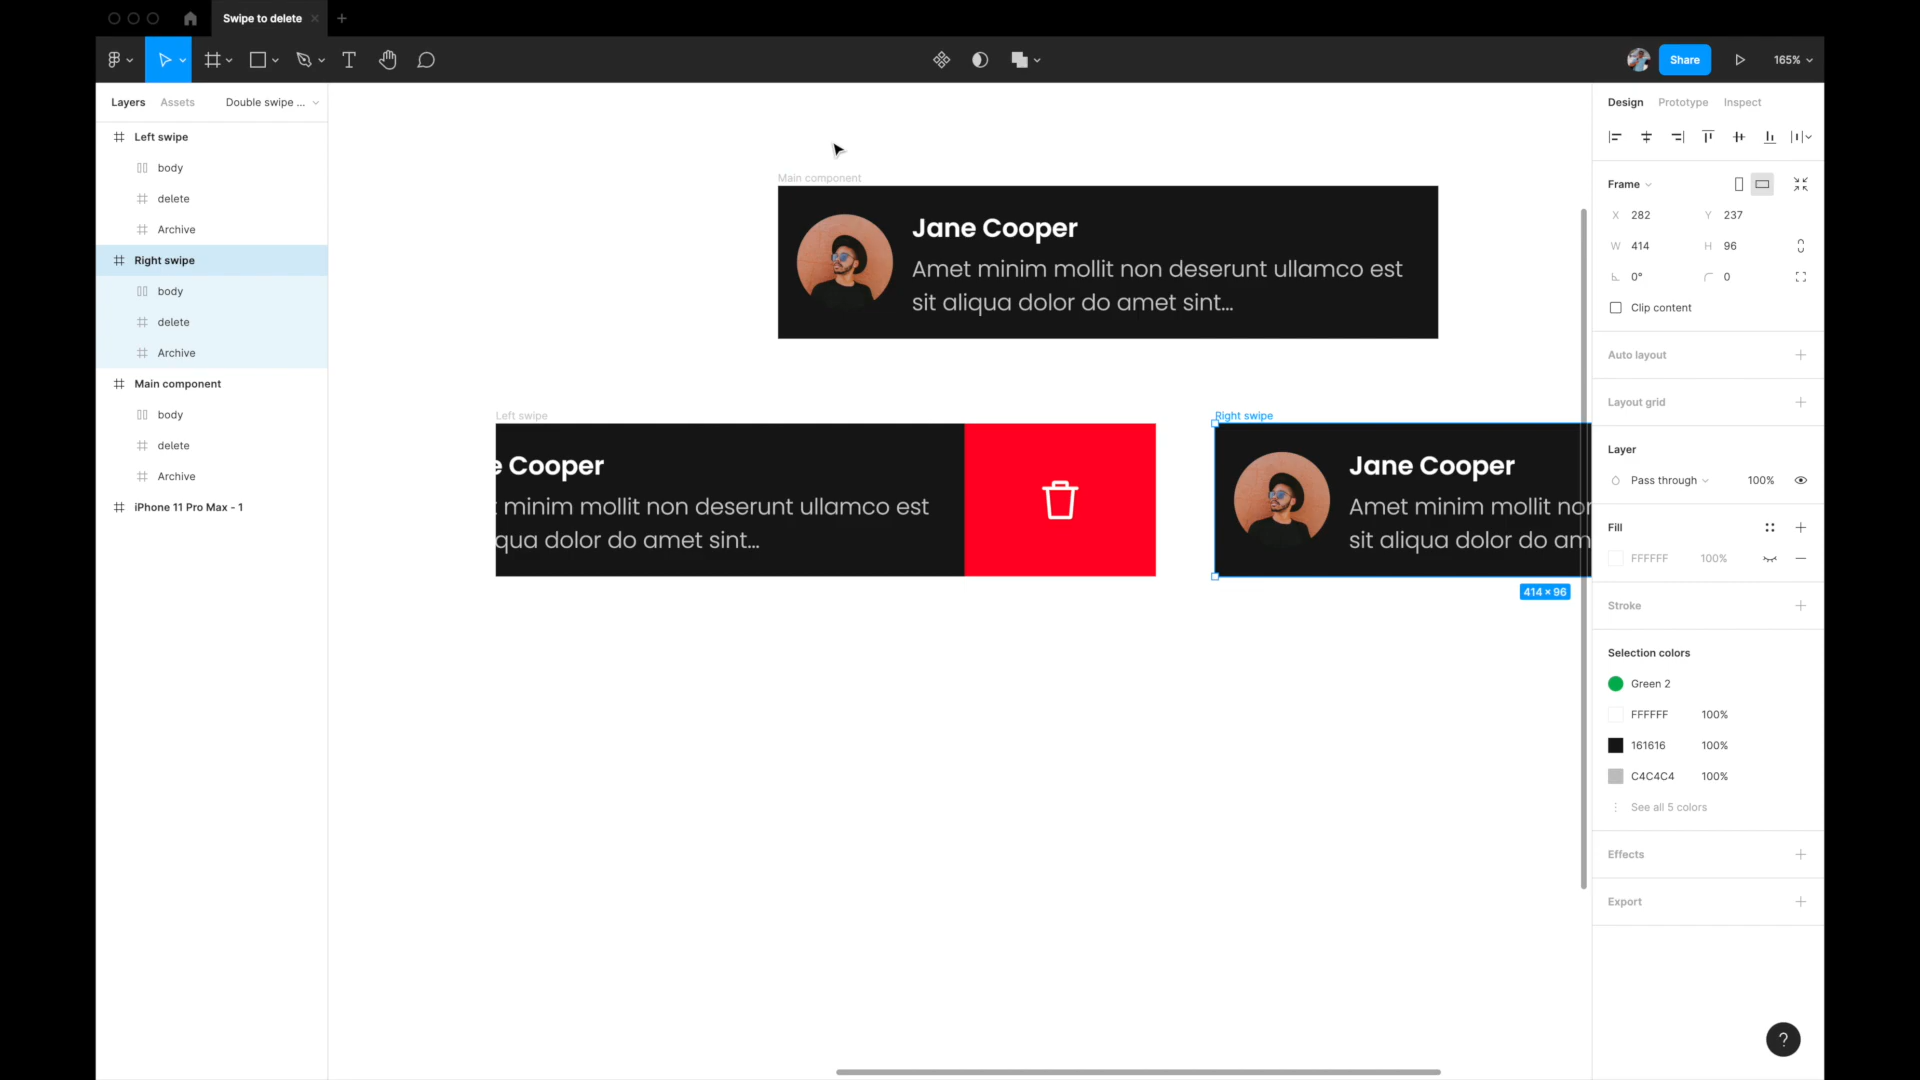 Swipe to delete
Share
165%
Layers
Assets
Double swipe ...
Left swipe
body
delete
Archive
Right swipe
body
delete
Archive
Main component
body
delete
Archive
iPhone 11 Pro Max - 1
Main component
Jane Cooper
Amet minim mollit non deserunt ullamco est
sit aliqua dolor do amet sint...
Left swipe
e Cooper
t minim mollit non deserunt ullamco est
qua dolor do amet sint...
Right swipe
Jane Cooper
Amet minim mollit nor
sit aliqua dolor do am
414 × 96
Design
Prototype
Inspect
Frame
X 282
Y 237
W 414
H 96
0°
0
Clip content
Auto layout
Layout grid
Layer
Pass through
100%
Fill
FFFFFF
100%
Stroke
Selection colors
Green 2
FFFFFF
100%
161616
100%
C4C4C4
100%
See all 5 colors
Effects
Export
?